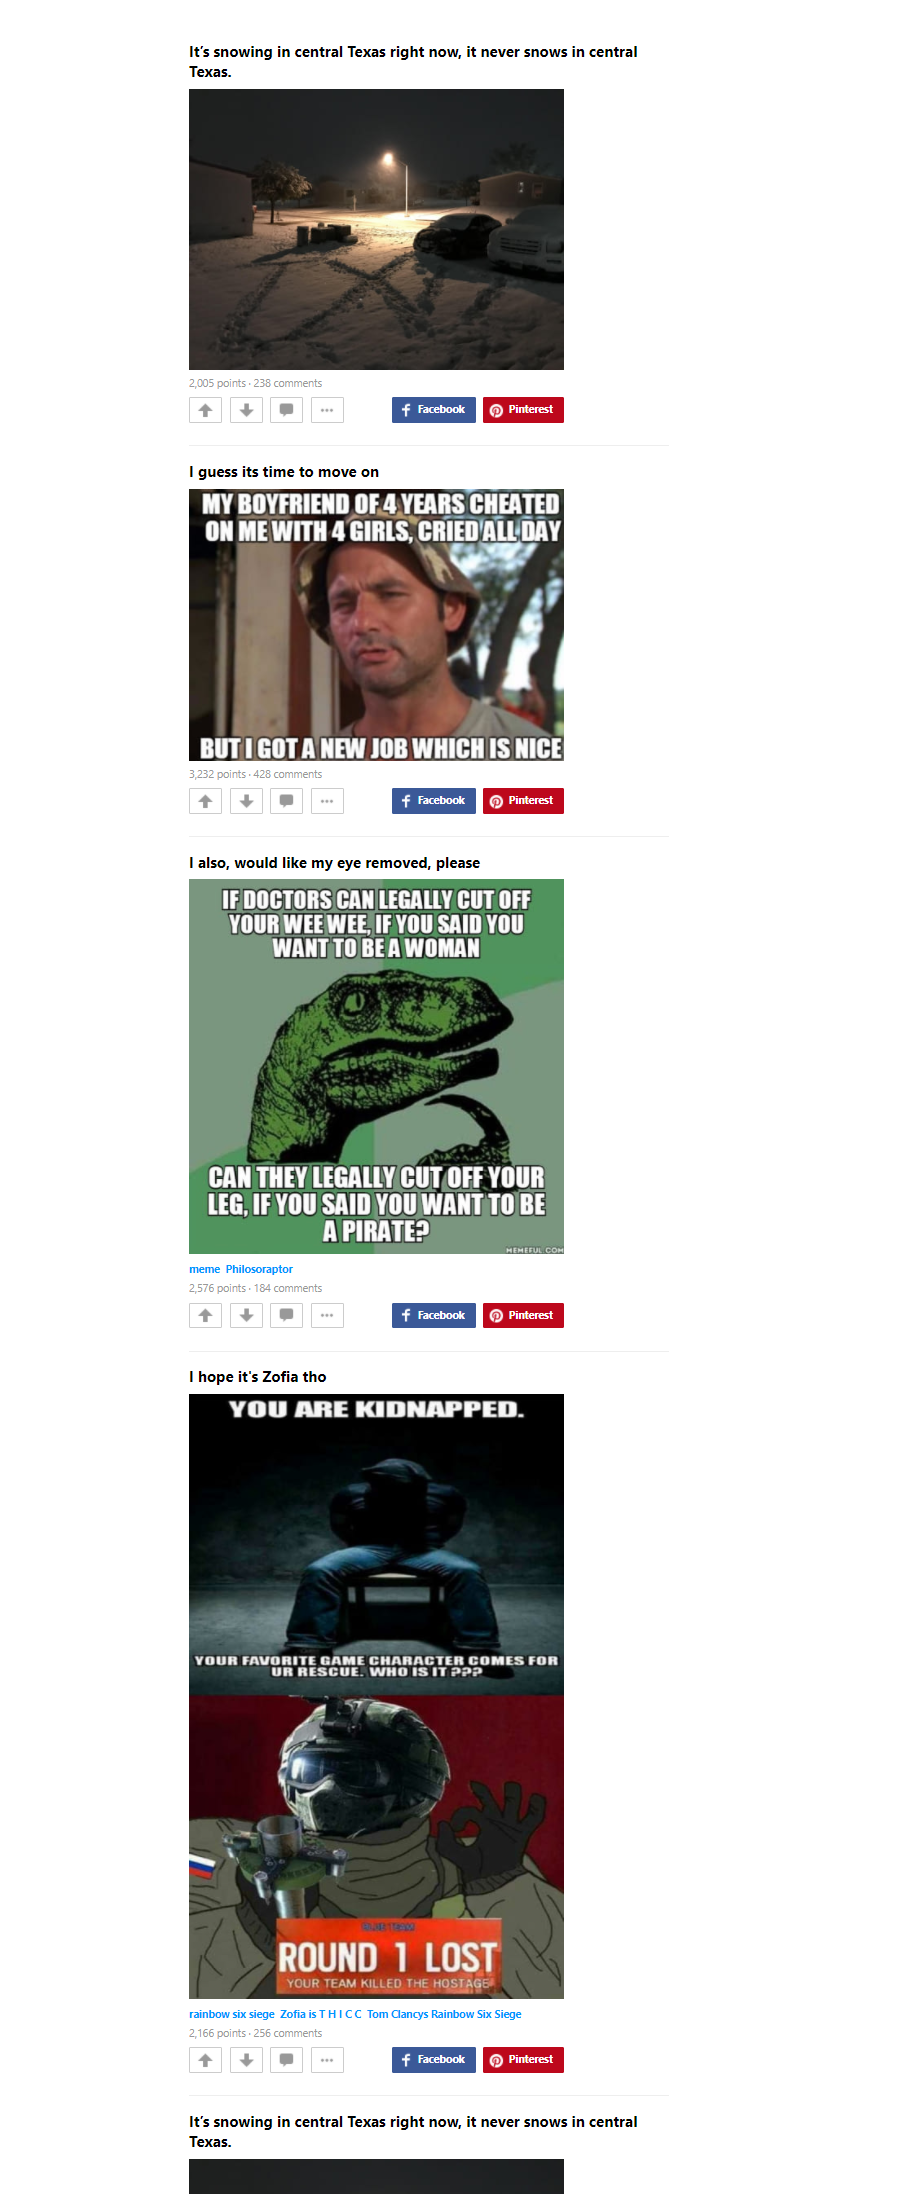 It’s snowing in central Texas right now, it never snows in central
Texas.
2,005 points · 238 comments
Facebook
Pinterest
I guess its time to move on
MY BOYFRIEND OF 4 YEARS CHEATED
ON ME WITH 4 GIRLS, CRIED ALL DAY
BUT I GOT A NEW JOB WHICH IS NICE
3,232 points · 428 comments
Facebook
Pinterest
I also, would like my eye removed, please
IF DOCTORS CAN LEGALLY CUT OFF
YOUR WEE WEE, IF YOU SAID YOU
WANT TO BE A WOMAN
CAN THEY LEGALLY CUT OFF YOUR
LEG, IF YOU SAID YOU WANT TO BE
A PIRATE?
MEMEFUL.COM
meme Philosoraptor
2,576 points · 184 comments
Facebook
Pinterest
I hope it's Zofia tho
YOU ARE KIDNAPPED.
YOUR FAVORITE GAME CHARACTER COMES FOR
UR RESCUE. WHO IS IT ???
BLUE TEAM
ROUND 1 LOST
YOUR TEAM KILLED THE HOSTAGE
rainbow six siege Zofia is T H I C C Tom Clancys Rainbow Six Siege
2,166 points · 256 comments
Facebook
Pinterest
It’s snowing in central Texas right now, it never snows in central
Texas.